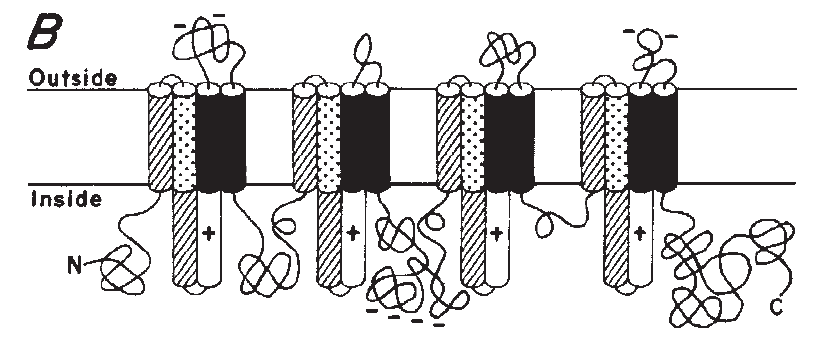 B
− −
− −
Outside
Inside
+ + + +
N
C
− − − −